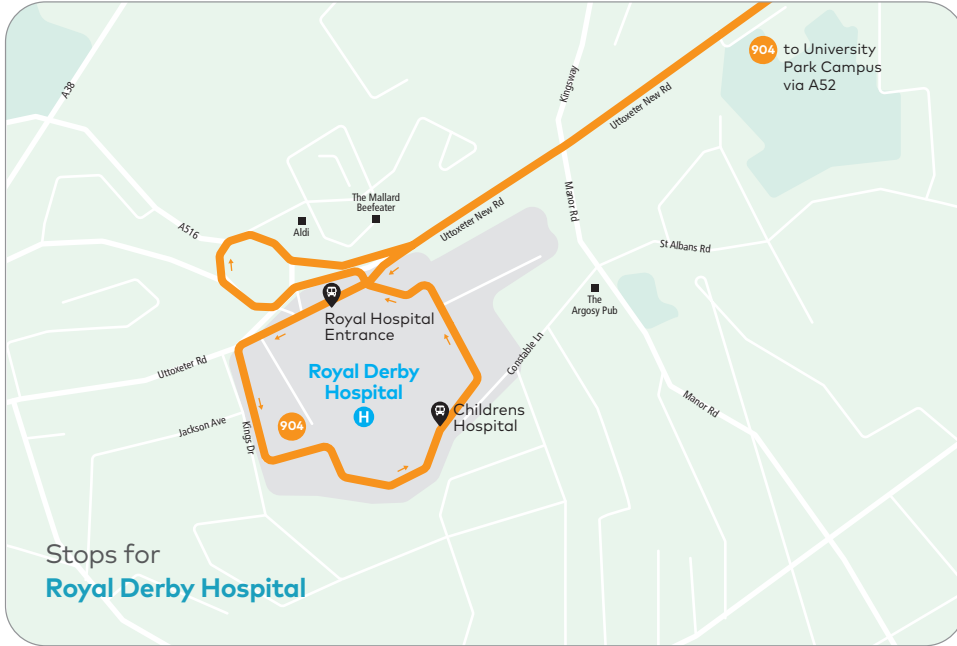 904
to University
Park Campus
via A52
A38
Kingsway
Uttoxeter New Rd
The Mallard
Beefeater
Aldi
A516
Uttoxeter New Rd
Manor Rd
St Albans Rd
The
Argosy Pub
Royal Hospital
Entrance
Uttoxeter Rd
Royal Derby
Hospital
H
Constable Ln
Childrens
Hospital
Manor Rd
Jackson Ave
Kings Dr
904
Stops for
Royal Derby Hospital